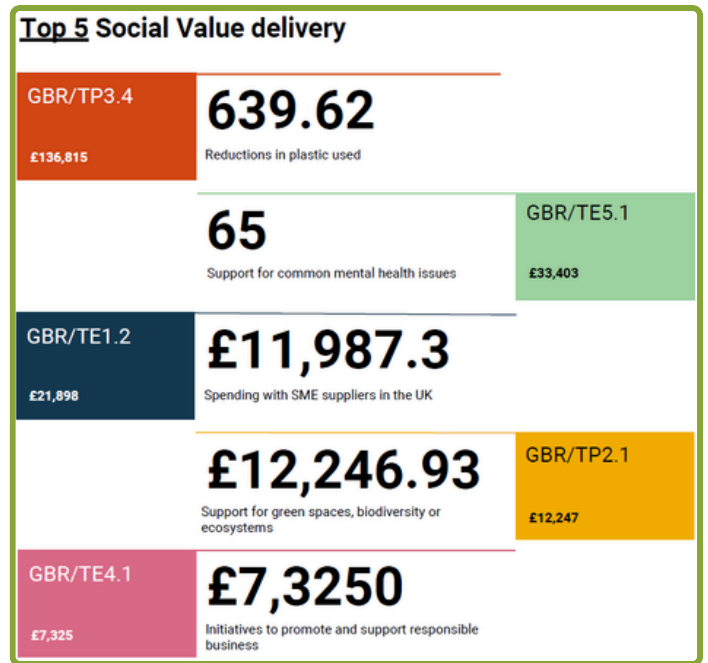 Top 5 Social Value delivery
GBR/TP3.4
£136,815
639.62
Reductions in plastic used
65
Support for common mental health issues
GBR/TE5.1
£33,403
GBR/TE1.2
£21,898
£11,987.3
Spending with SME suppliers in the UK
£12,246.93
Support for green spaces, biodiversity or
ecosystems
GBR/TP2.1
£12,247
GBR/TE4.1
£7,325
£7,3250
Initiatives to promote and support responsible
business